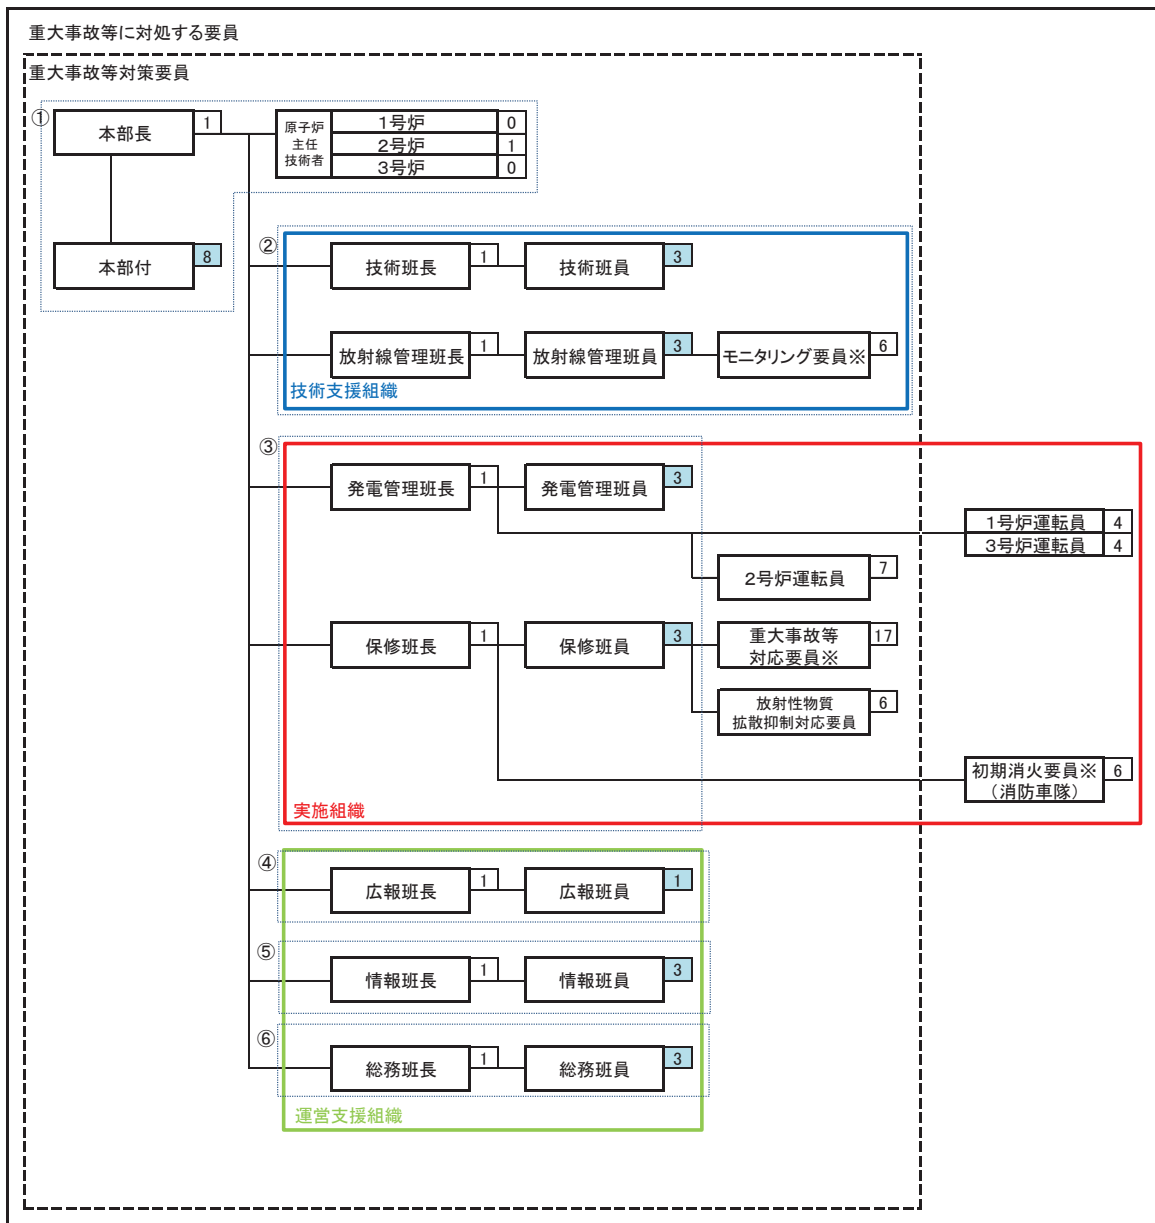 重大事故等に対処する要員
重大事故等対策要員
①
本部長
1
原子炉
主任
技術者
1号炉
0
2号炉
1
3号炉
0
本部付
8
②
技術班長
1
技術班員
3
放射線管理班長
1
放射線管理班員
3
モニタリング要員※
6
技術支援組織
③
発電管理班長
1
発電管理班員
3
1号炉運転員
4
3号炉運転員
4
2号炉運転員
7
保修班長
1
保修班員
3
重大事故等
対応要員※
17
放射性物質
拡散抑制対応要員
6
初期消火要員※
(消防車隊)
6
実施組織
④
広報班長
1
広報班員
1
⑤
情報班長
1
情報班員
3
⑥
総務班長
1
総務班員
3
運営支援組織